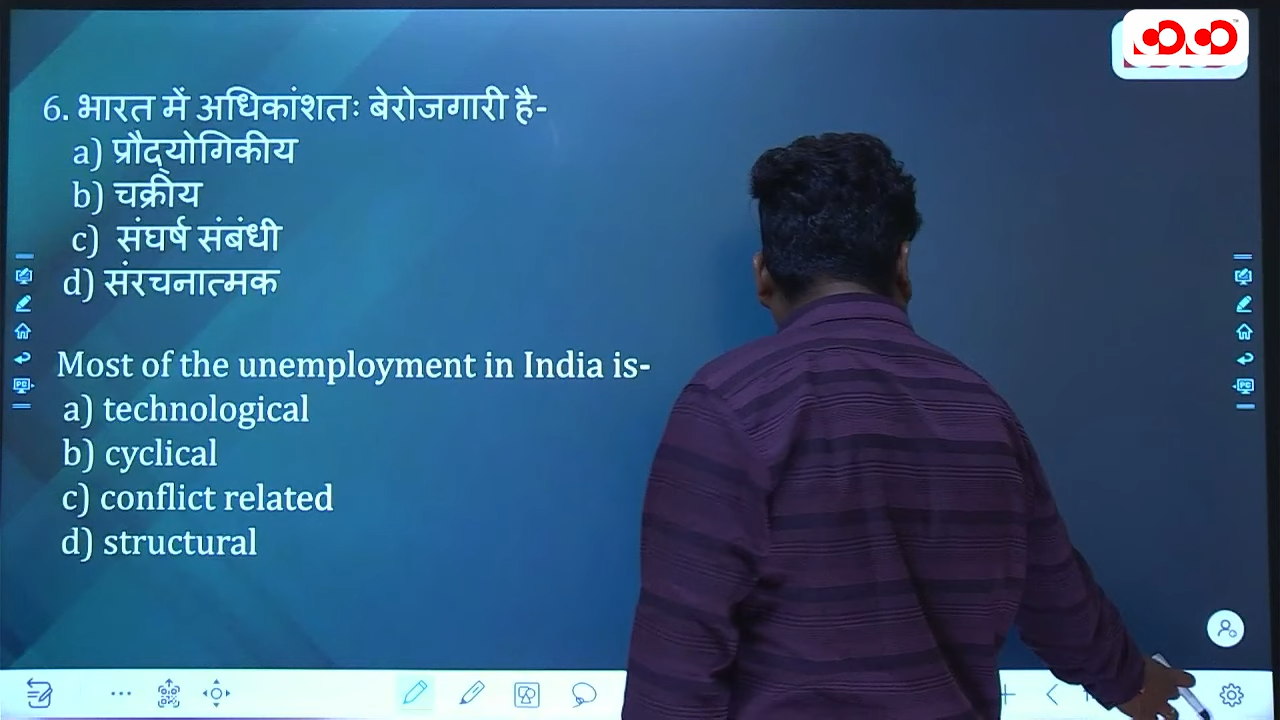 6. भारत में अधिकांशतः बेरोजगारी है-
a) प्रौद्योगिकीय
b) चक्रीय
c) संघर्ष संबंधी
d) संरचनात्मक
Most of the unemployment in India is-
a) technological
b) cyclical
c) conflict related
d) structural